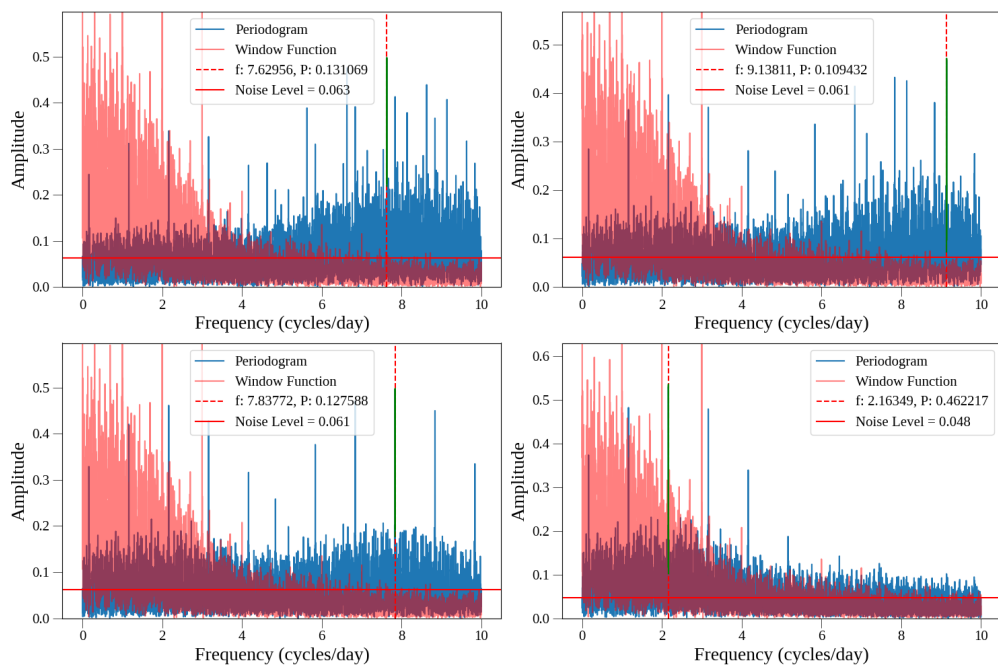 Periodogram
Window Function
f: 7.62956, P: 0.131069
Noise Level = 0.063
Amplitude
0.5
0.4
0.3
0.2
0.1
0.0
0 2 4 6 8 10
Frequency (cycles/day)
Periodogram
Window Function
f: 9.13811, P: 0.109432
Noise Level = 0.061
Amplitude
0.5
0.4
0.3
0.2
0.1
0.0
0 2 4 6 8 10
Frequency (cycles/day)
Periodogram
Window Function
f: 7.83772, P: 0.127588
Noise Level = 0.061
Amplitude
0.5
0.4
0.3
0.2
0.1
0.0
0 2 4 6 8 10
Frequency (cycles/day)
Periodogram
Window Function
f: 2.16349, P: 0.462217
Noise Level = 0.048
Amplitude
0.6
0.5
0.4
0.3
0.2
0.1
0.0
0 2 4 6 8 10
Frequency (cycles/day)